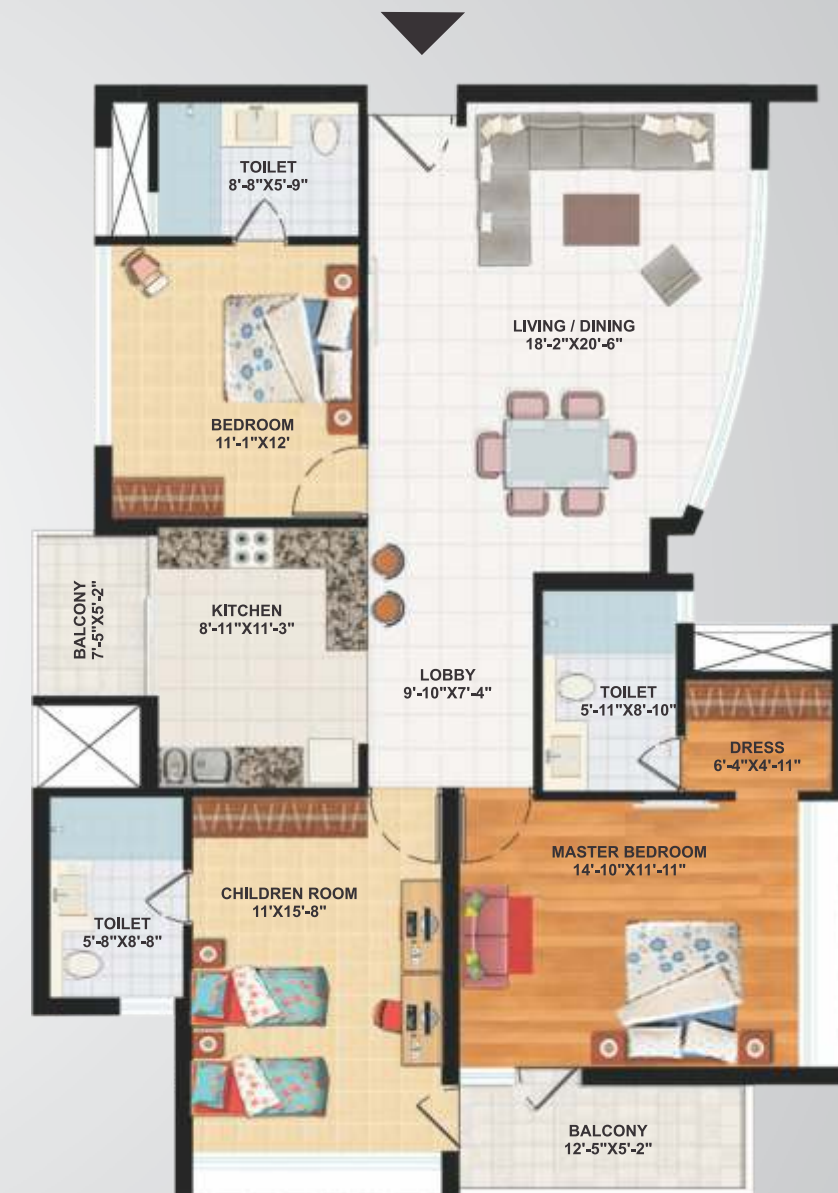 TOILET
8'-8"X5'-9"
LIVING / DINING
18'-2"X20'-6"
BEDROOM
11'-1"X12'
BALCONY
7'-5"X5'-2"
KITCHEN
8'-11"X11'-3"
LOBBY
9'-10"X7'-4"
TOILET
5'-11"X8'-10"
DRESS
6'-4"X4'-11"
MASTER BEDROOM
14'-10"X11'-11"
CHILDREN ROOM
11'X15'-8"
TOILET
5'-8"X8'-8"
BALCONY
12'-5"X5'-2"